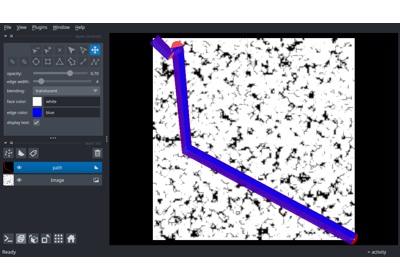 File View Plugins Window Help
opacity: 0.70
edge width:
blending: translucent
face color: white
edge color: blue
display text:
path
Image
Ready
activity